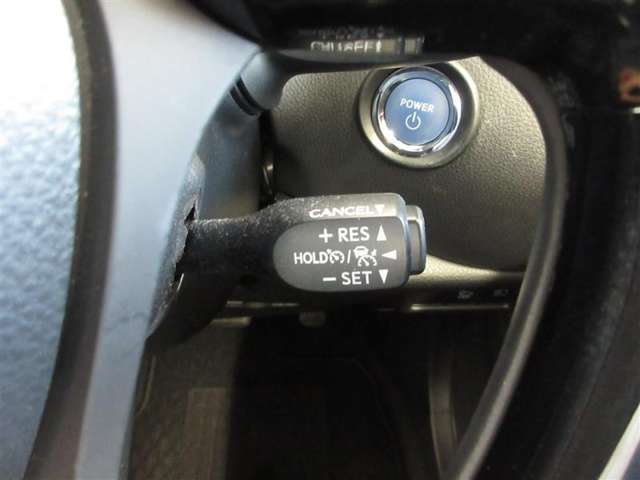 POWER
CANCEL▼
+ RES ▲
HOLD / ◀
− SET ▼